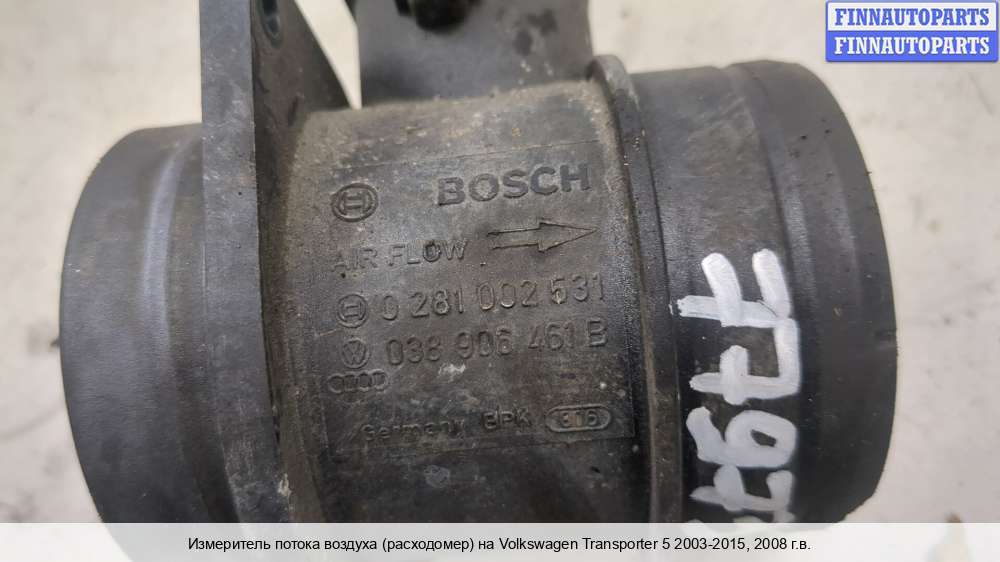 FINNAUTOPARTS
FINNAUTOPARTS
BOSCH
AIR FLOW
0 281 002 531
038 906 461 B
Germany BPK 316
Измеритель потока воздуха (расходомер) на Volkswagen Transporter 5 2003-2015, 2008 г.в.